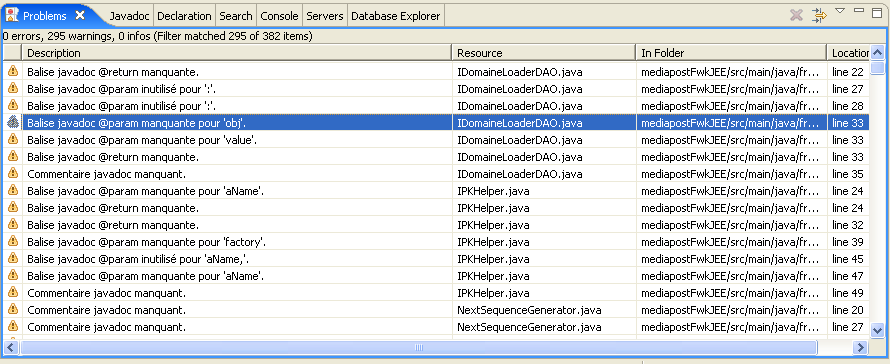 Problems Javadoc Declaration Search Console Servers Database Explorer
0 errors, 295 warnings, 0 infos (Filter matched 295 of 382 items)
Description Resource In Folder Location
Balise javadoc @return manquante. IDomaineLoaderDAO.java mediapostFwkJEE/src/main/java/fr... line 22
Balise javadoc @param inutilisé pour ':'. IDomaineLoaderDAO.java mediapostFwkJEE/src/main/java/fr... line 27
Balise javadoc @param inutilisé pour ':'. IDomaineLoaderDAO.java mediapostFwkJEE/src/main/java/fr... line 28
Balise javadoc @param manquante pour 'obj'. IDomaineLoaderDAO.java mediapostFwkJEE/src/main/java/fr... line 33
Balise javadoc @param manquante pour 'value'. IDomaineLoaderDAO.java mediapostFwkJEE/src/main/java/fr... line 33
Balise javadoc @return manquante. IDomaineLoaderDAO.java mediapostFwkJEE/src/main/java/fr... line 33
Commentaire javadoc manquant. IDomaineLoaderDAO.java mediapostFwkJEE/src/main/java/fr... line 35
Balise javadoc @param manquante pour 'aName'. IPKHelper.java mediapostFwkJEE/src/main/java/fr... line 24
Balise javadoc @return manquante. IPKHelper.java mediapostFwkJEE/src/main/java/fr... line 24
Balise javadoc @return manquante. IPKHelper.java mediapostFwkJEE/src/main/java/fr... line 32
Balise javadoc @param manquante pour 'factory'. IPKHelper.java mediapostFwkJEE/src/main/java/fr... line 39
Balise javadoc @param inutilisé pour 'aName,'. IPKHelper.java mediapostFwkJEE/src/main/java/fr... line 45
Balise javadoc @param manquante pour 'aName'. IPKHelper.java mediapostFwkJEE/src/main/java/fr... line 47
Commentaire javadoc manquant. IPKHelper.java mediapostFwkJEE/src/main/java/fr... line 49
Commentaire javadoc manquant. NextSequenceGenerator.java mediapostFwkJEE/src/main/java/fr... line 20
Commentaire javadoc manquant. NextSequenceGenerator.java mediapostFwkJEE/src/main/java/fr... line 27